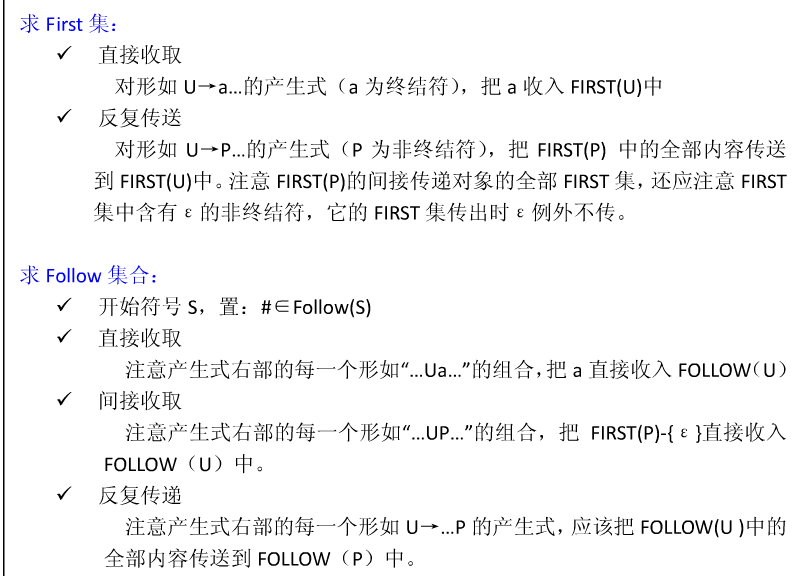 求 First 集：
✓ 直接收取
对形如 U→a…的产生式（a 为终结符），把 a 收入 FIRST(U)中
✓ 反复传送
对形如 U→P…的产生式（P 为非终结符），把 FIRST(P) 中的全部内容传送
到 FIRST(U)中。注意 FIRST(P)的间接传递对象的全部 FIRST 集，还应注意 FIRST
集中含有 ε 的非终结符，它的 FIRST 集传出时 ε 例外不传。
求 Follow 集合：
✓ 开始符号 S，置：#∈Follow(S)
✓ 直接收取
注意产生式右部的每一个形如“…Ua…”的组合，把 a 直接收入 FOLLOW（U）
✓ 间接收取
注意产生式右部的每一个形如“…UP…”的组合，把 FIRST(P)-{ ε }直接收入
FOLLOW（U）中。
✓ 反复传递
注意产生式右部的每一个形如 U→…P 的产生式，应该把 FOLLOW(U )中的
全部内容传送到 FOLLOW（P）中。